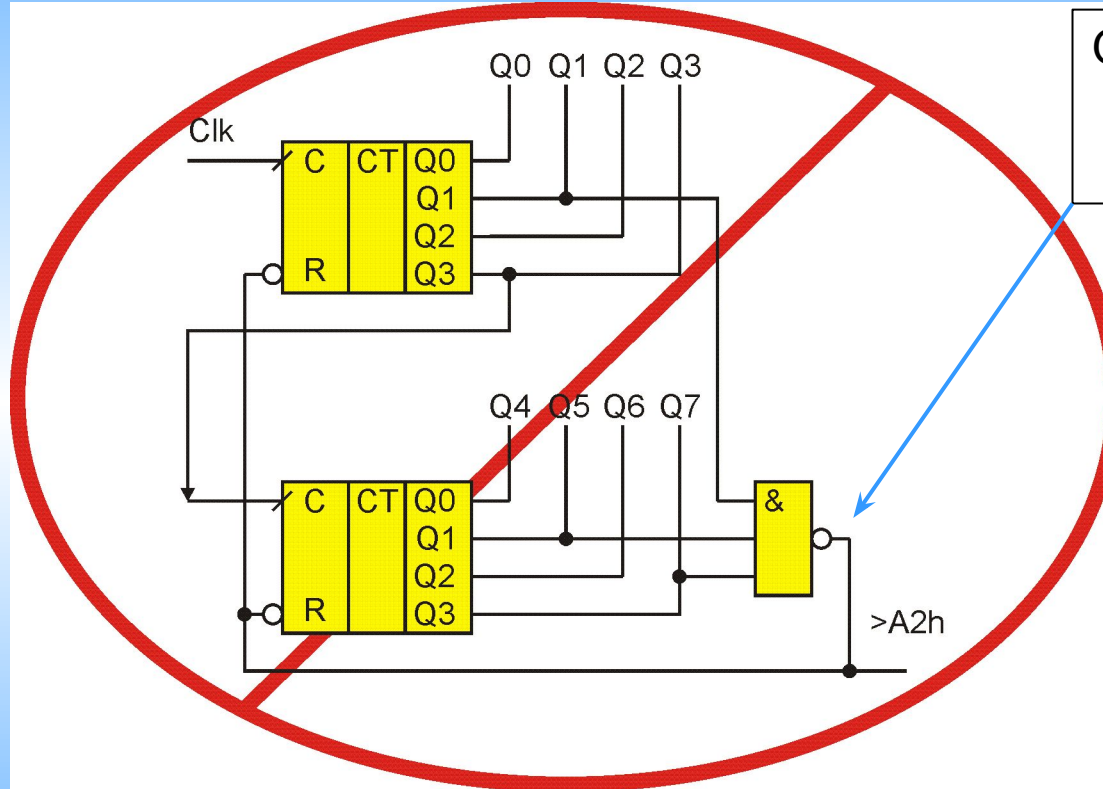 Q0 Q1 Q2 Q3
Clk
C CT Q0
Q1
Q2
R Q3
Q4 Q5 Q6 Q7
C CT Q0
Q1
Q2
R Q3
&
>A2h